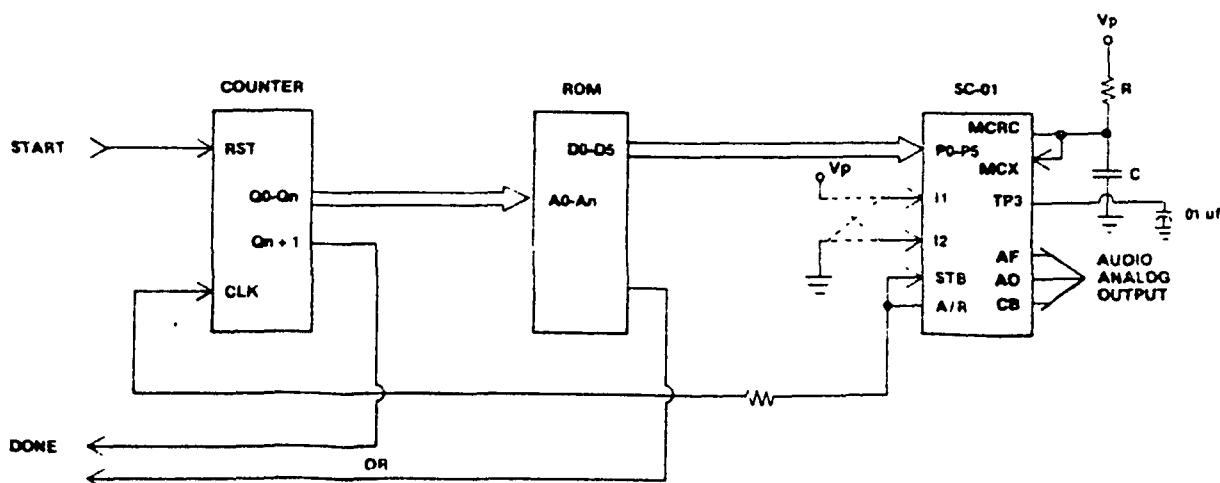 Vp
COUNTER
ROM
SC-01
R
START
RST
D0-D5
P0-P5
MCRC
MCX
Vp
C
Q0-Qn
A0-An
I1
TP3
01 uf
Qn + 1
I2
CLK
STB
A/R
AF
AO
CB
AUDIO
ANALOG
OUTPUT
DONE
OR